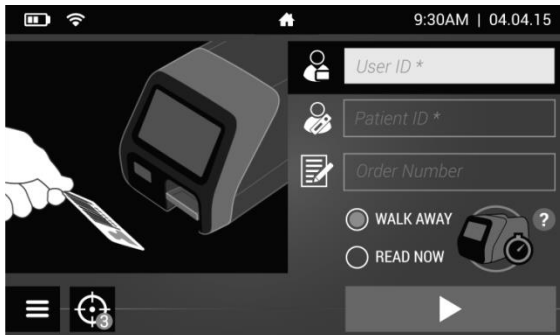 9:30AM | 04.04.15
User ID *
Patient ID *
Order Number
WALK AWAY
?
READ NOW
3